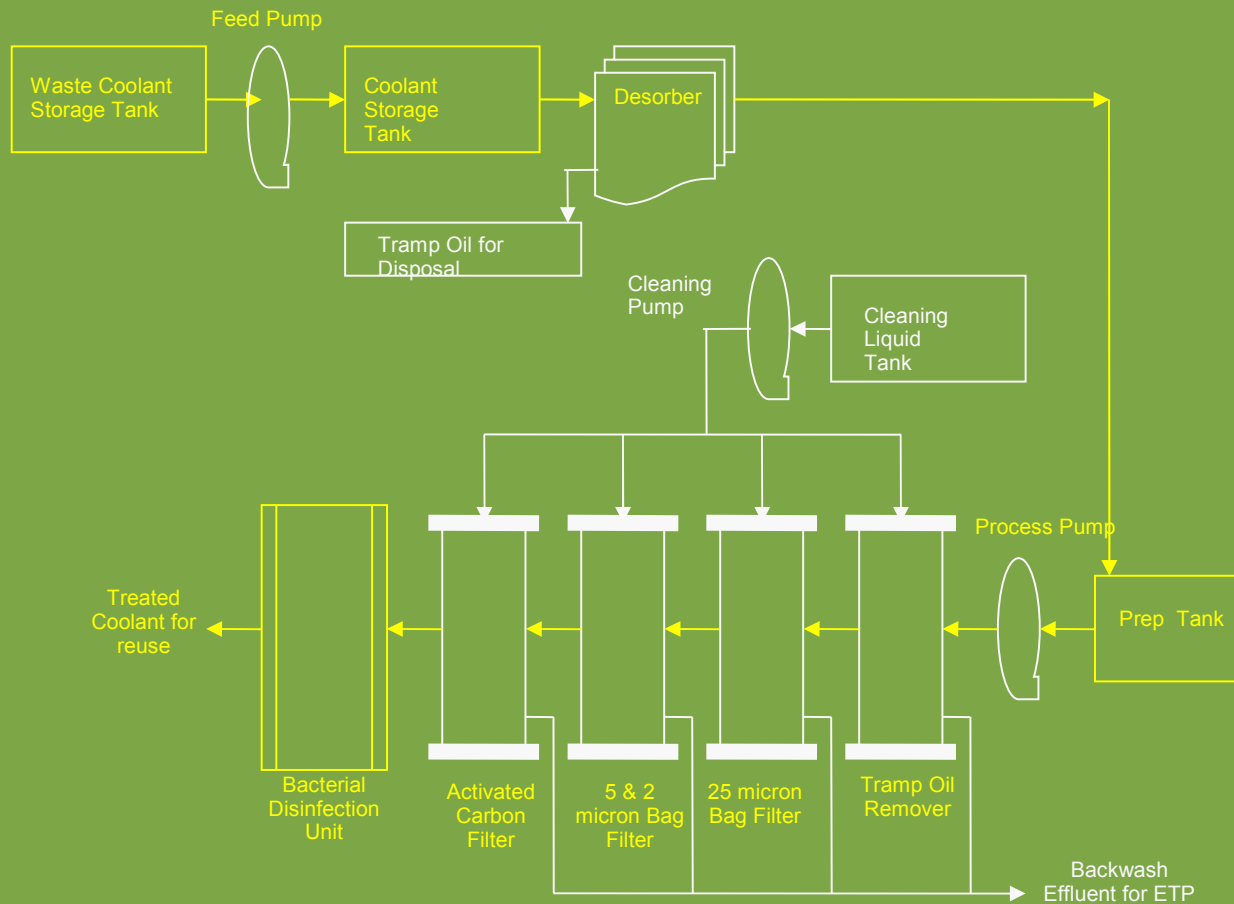 Feed Pump
Waste Coolant
Storage Tank
Coolant
Storage
Tank
Desorber
Tramp Oil for
Disposal
Cleaning
Pump
Cleaning
Liquid
Tank
Process Pump
Prep Tank
Treated
Coolant for
reuse
Bacterial
Disinfection
Unit
Activated
Carbon
Filter
5 & 2
micron Bag
Filter
25 micron
Bag Filter
Tramp Oil
Remover
Backwash
Effluent for ETP